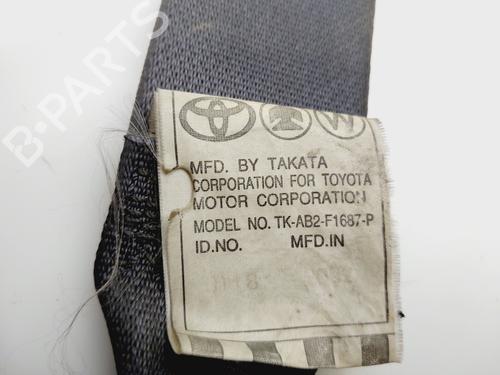 B-PARTS
MFD. BY TAKATA
CORPORATION FOR TOYOTA
MOTOR CORPORATION
MODEL NO. TK-AB2-F1687-P
ID.NO. MFD.IN